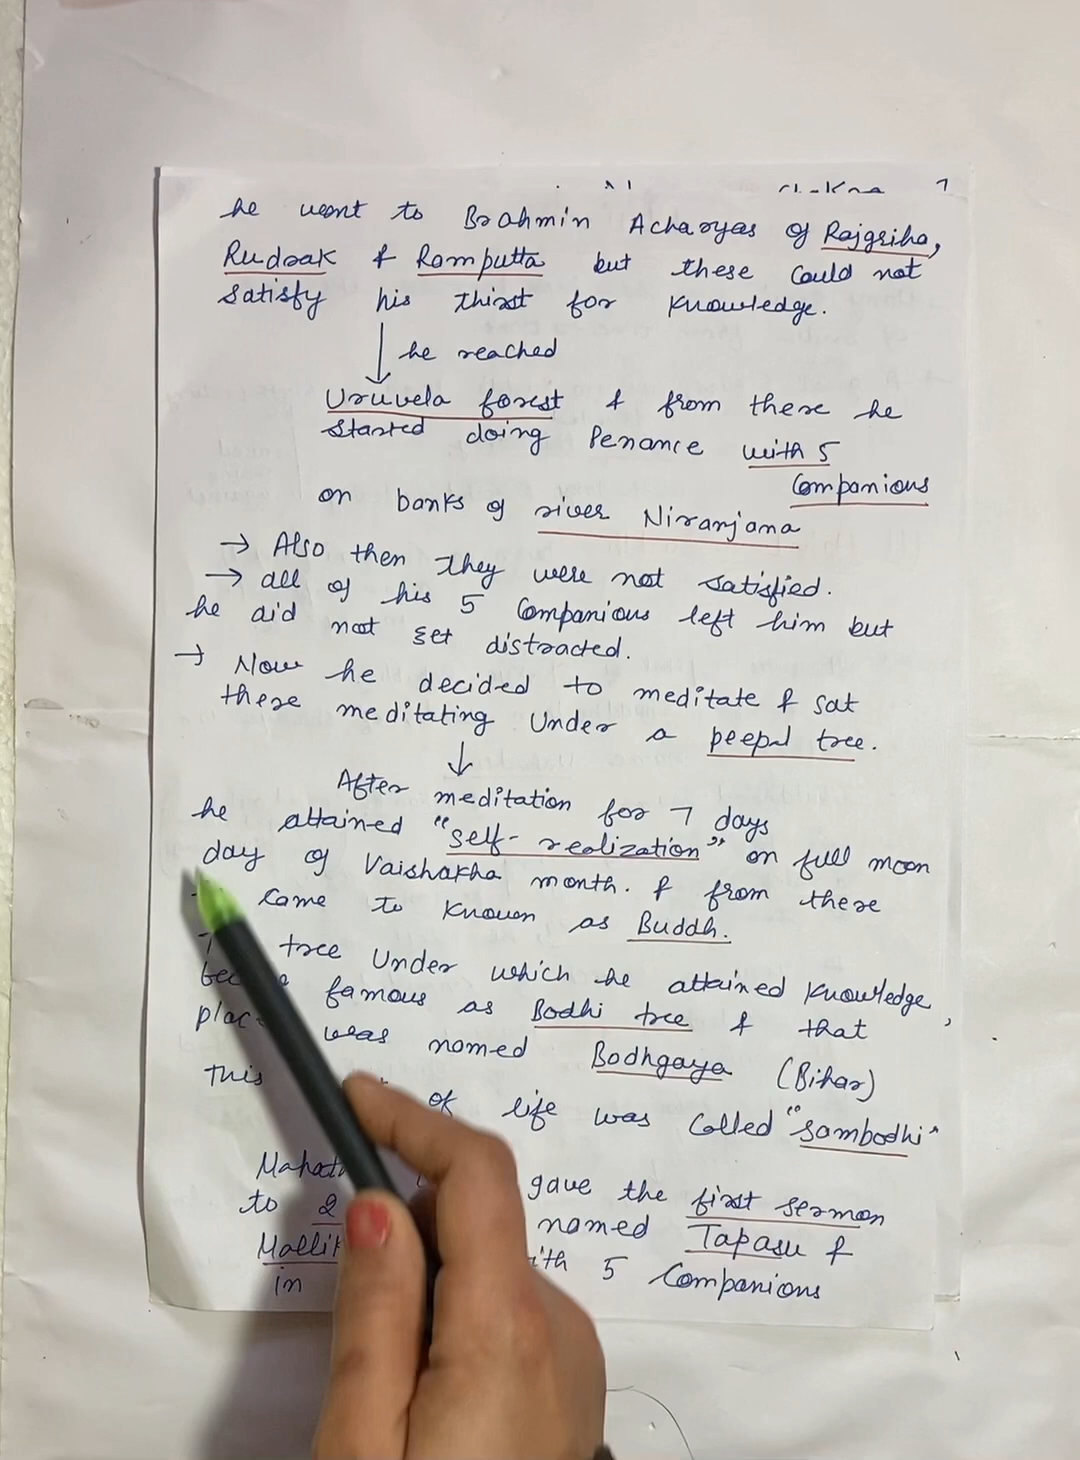 he went to Brahmin Acharyas of Rajgriha,
Rudrak & Ramputta but these could not
satisfy his thirst for knowledge.
he reached
Uruvela forest & from there he
started doing Penance with 5
Companious
on banks of river Niranjana
→ Also then they were not satisfied.
→ all of his 5 Companious left him but
he did not get distracted.
→ Now he decided to meditate & sat
there meditating Under a peepal tree.
After meditation for 7 days
he attained "self-realization" on full moon
day of Vaishakha month. & from there
came to known as Buddh.
tree Under which he attained knowledge,
famous as Bodhi tree & that
was named Bodhgaya (Bihar)
This of life was Called "Sambodhi"
gave the first sermon
to 2 named Tapasu &
in 5 Companions